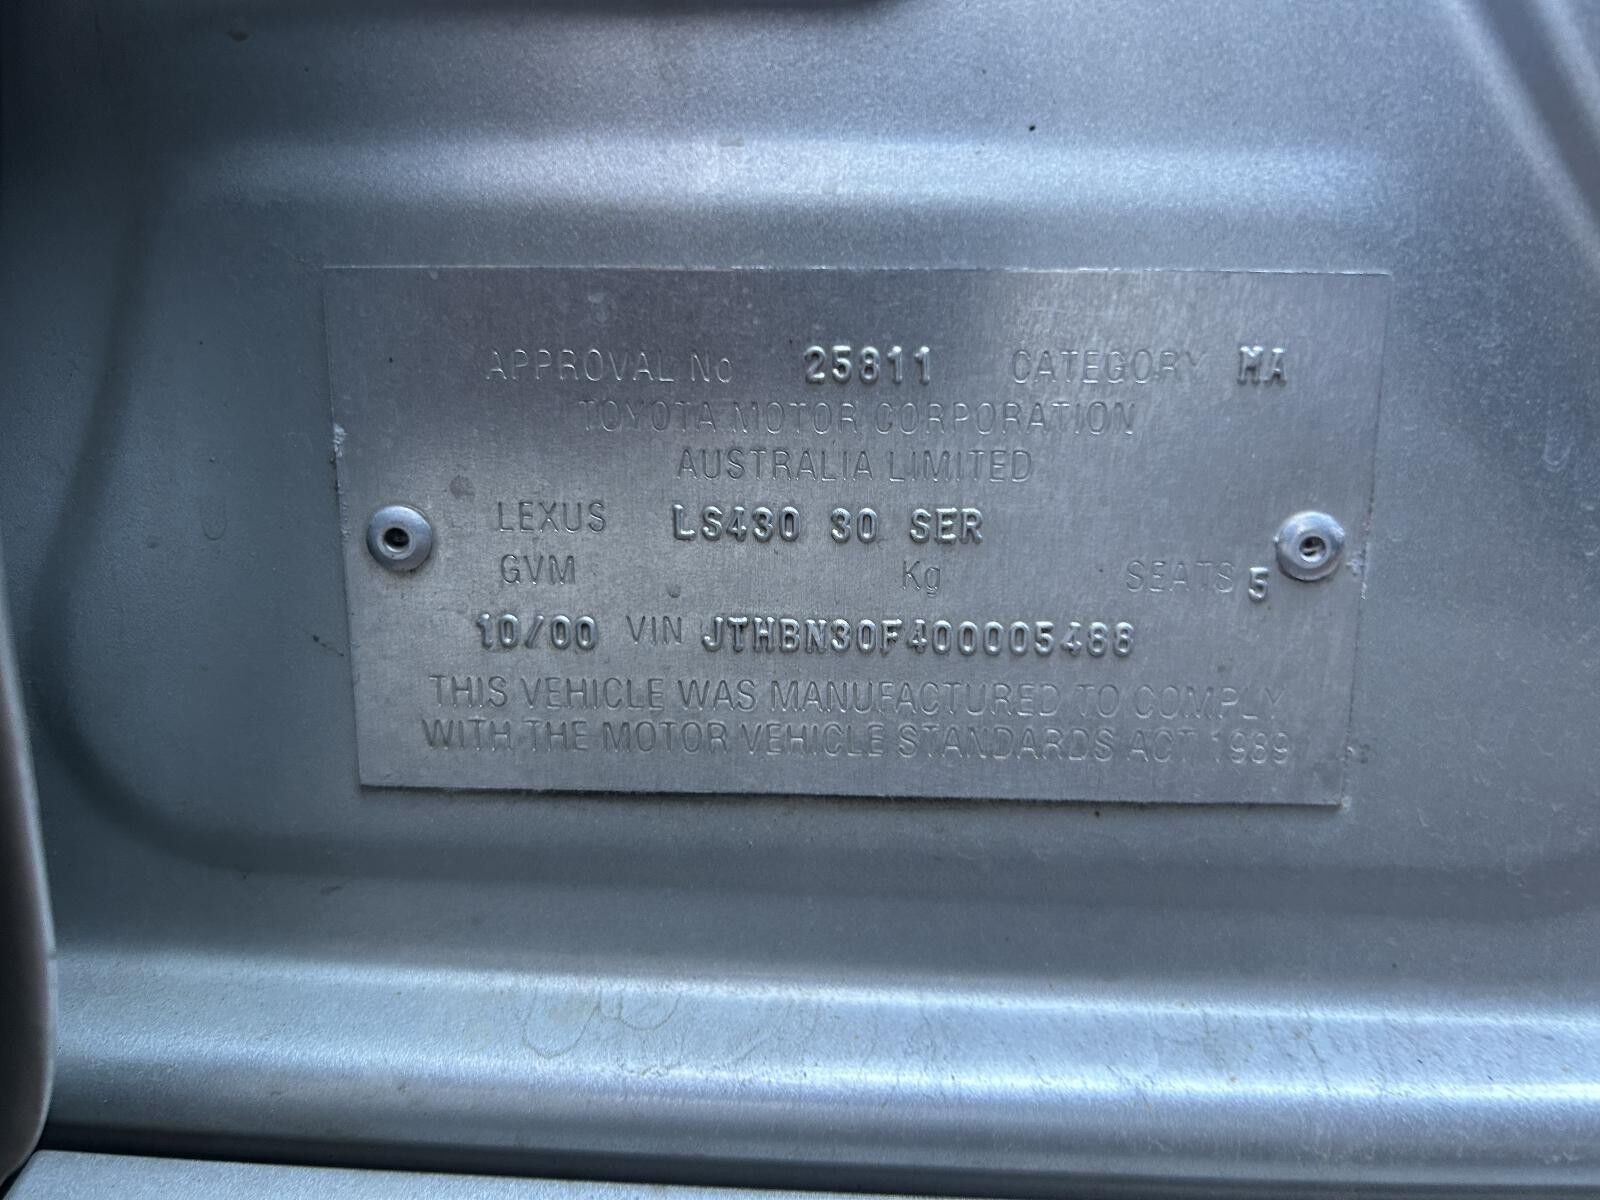 APPROVAL No 25811 CATEGORY MA
TOYOTA MOTOR CORPORATION
AUSTRALIA LIMITED
LEXUS LS430 30 SER
GVM Kg SEATS 5
10/00 VIN JTHBN30F400005488
THIS VEHICLE WAS MANUFACTURED TO COMPLY
WITH THE MOTOR VEHICLE STANDARDS ACT 1989